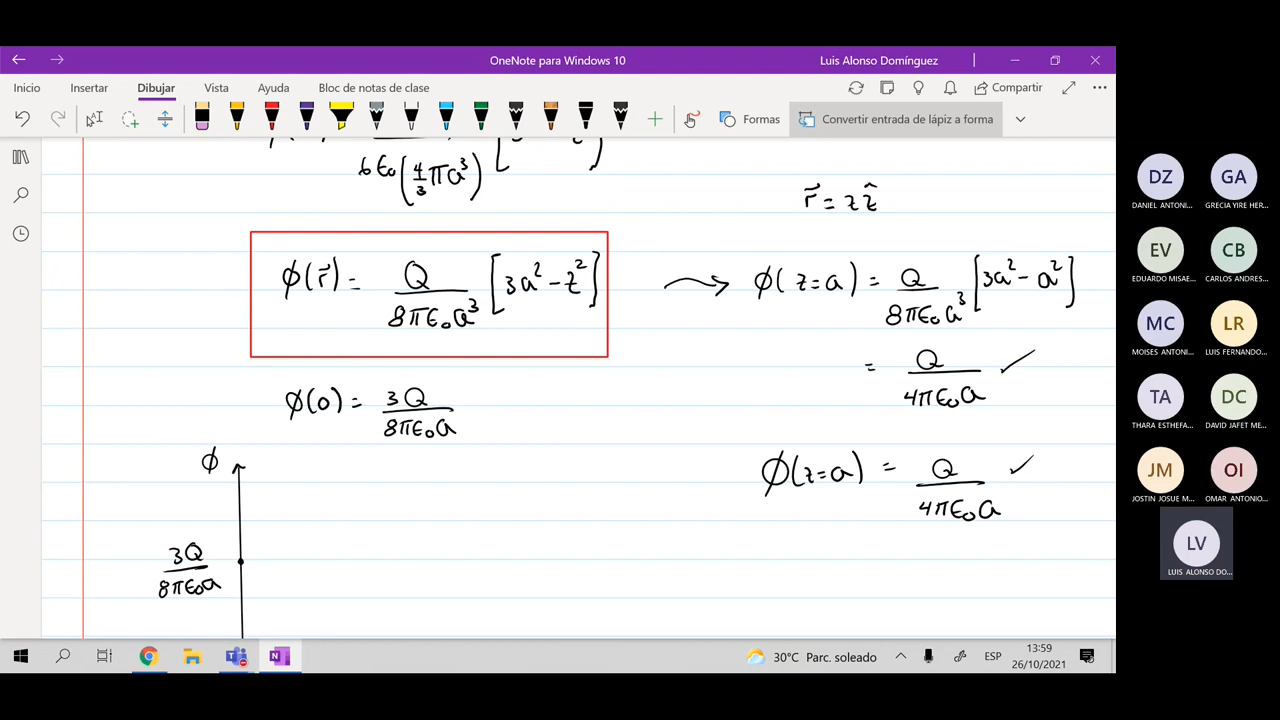 OneNote para Windows 10
Luis Alonso Domínguez
Inicio Insertar Dibujar Vista Ayuda Bloc de notas de clase Compartir
Formas Convertir entrada de lápiz a forma
6ϵ₀(4/3 πa³)
r⃗ = z ẑ
ϕ(r⃗) = Q/(8πϵ₀a³) [3a² − z²]
ϕ(z=a) = Q/(8πϵ₀a³) [3a² − a²]
= Q/(4πϵ₀a) ✓
ϕ(0) = 3Q/(8πϵ₀a)
ϕ(z=a) = Q/(4πϵ₀a) ✓
ϕ
3Q/(8πϵ₀a)
DZ
DANIEL ANTONI...
GA
GRECIA YIRE HER...
EV
EDUARDO MISAE...
CB
CARLOS ANDRES...
MC
MOISES ANTONI...
LR
LUIS FERNANDO...
TA
THARA ESTHEFA...
DC
DAVID JAFET ME...
JM
JOSTIN JOSUE M...
OI
OMAR ANTONIO...
LV
LUIS ALONSO DO...
30°C Parc. soleado
ESP
13:59
26/10/2021